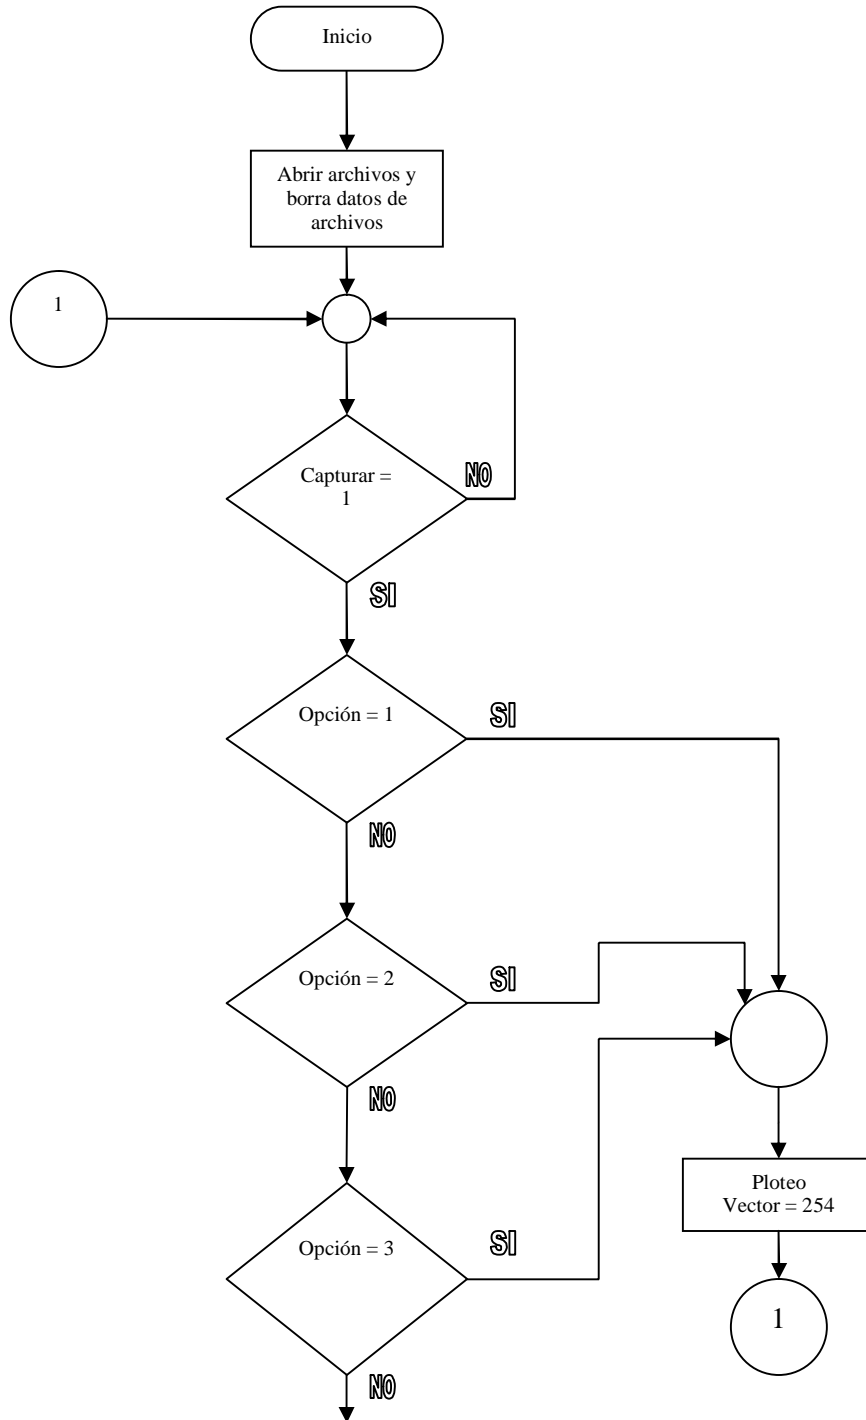 Inicio
Abrir archivos y
borra datos de
archivos
1
Capturar =
1
NO
SI
Opción = 1
SI
NO
Opción = 2
SI
NO
Ploteo
Vector = 254
Opción = 3
SI
1
NO